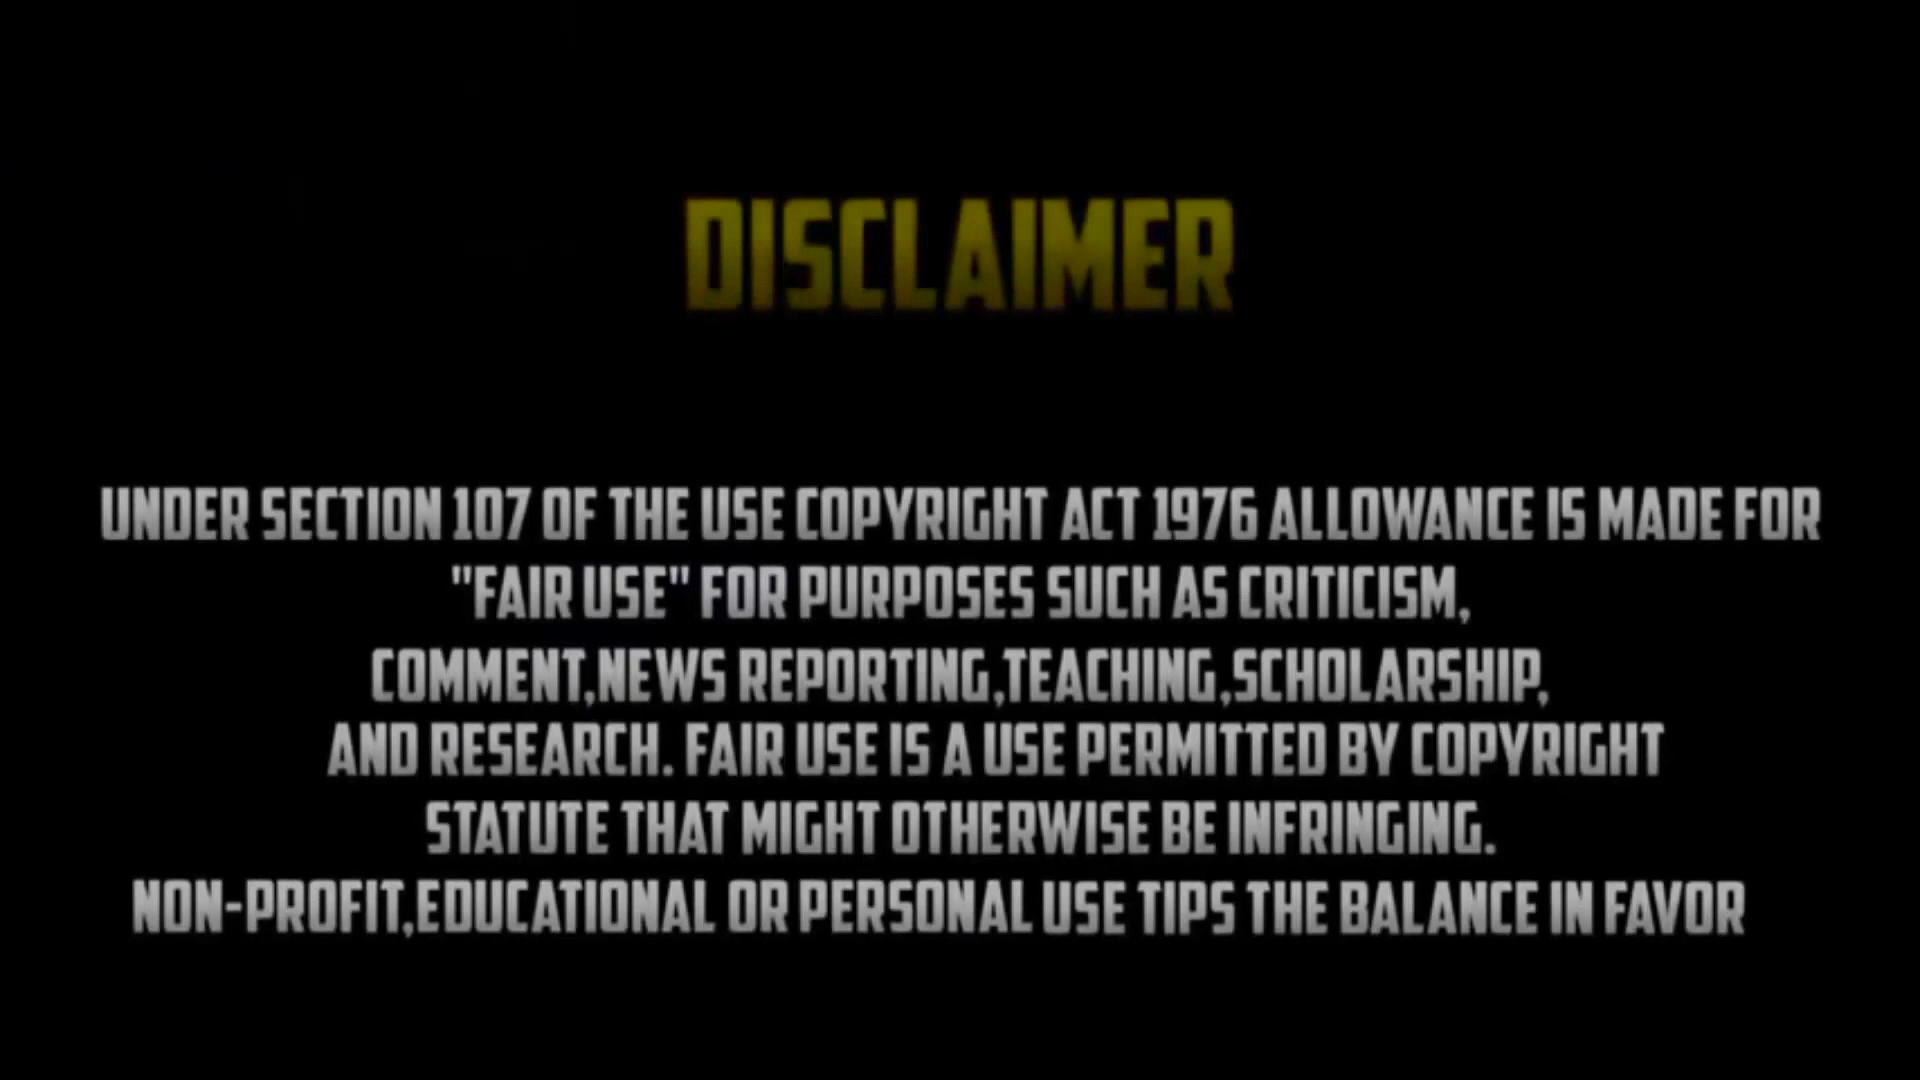 DISCLAIMER
UNDER SECTION 107 OF THE USE COPYRIGHT ACT 1976 ALLOWANCE IS MADE FOR
"FAIR USE" FOR PURPOSES SUCH AS CRITICISM,
COMMENT,NEWS REPORTING,TEACHING,SCHOLARSHIP,
AND RESEARCH. FAIR USE IS A USE PERMITTED BY COPYRIGHT
STATUTE THAT MIGHT OTHERWISE BE INFRINGING.
NON-PROFIT,EDUCATIONAL OR PERSONAL USE TIPS THE BALANCE IN FAVOR